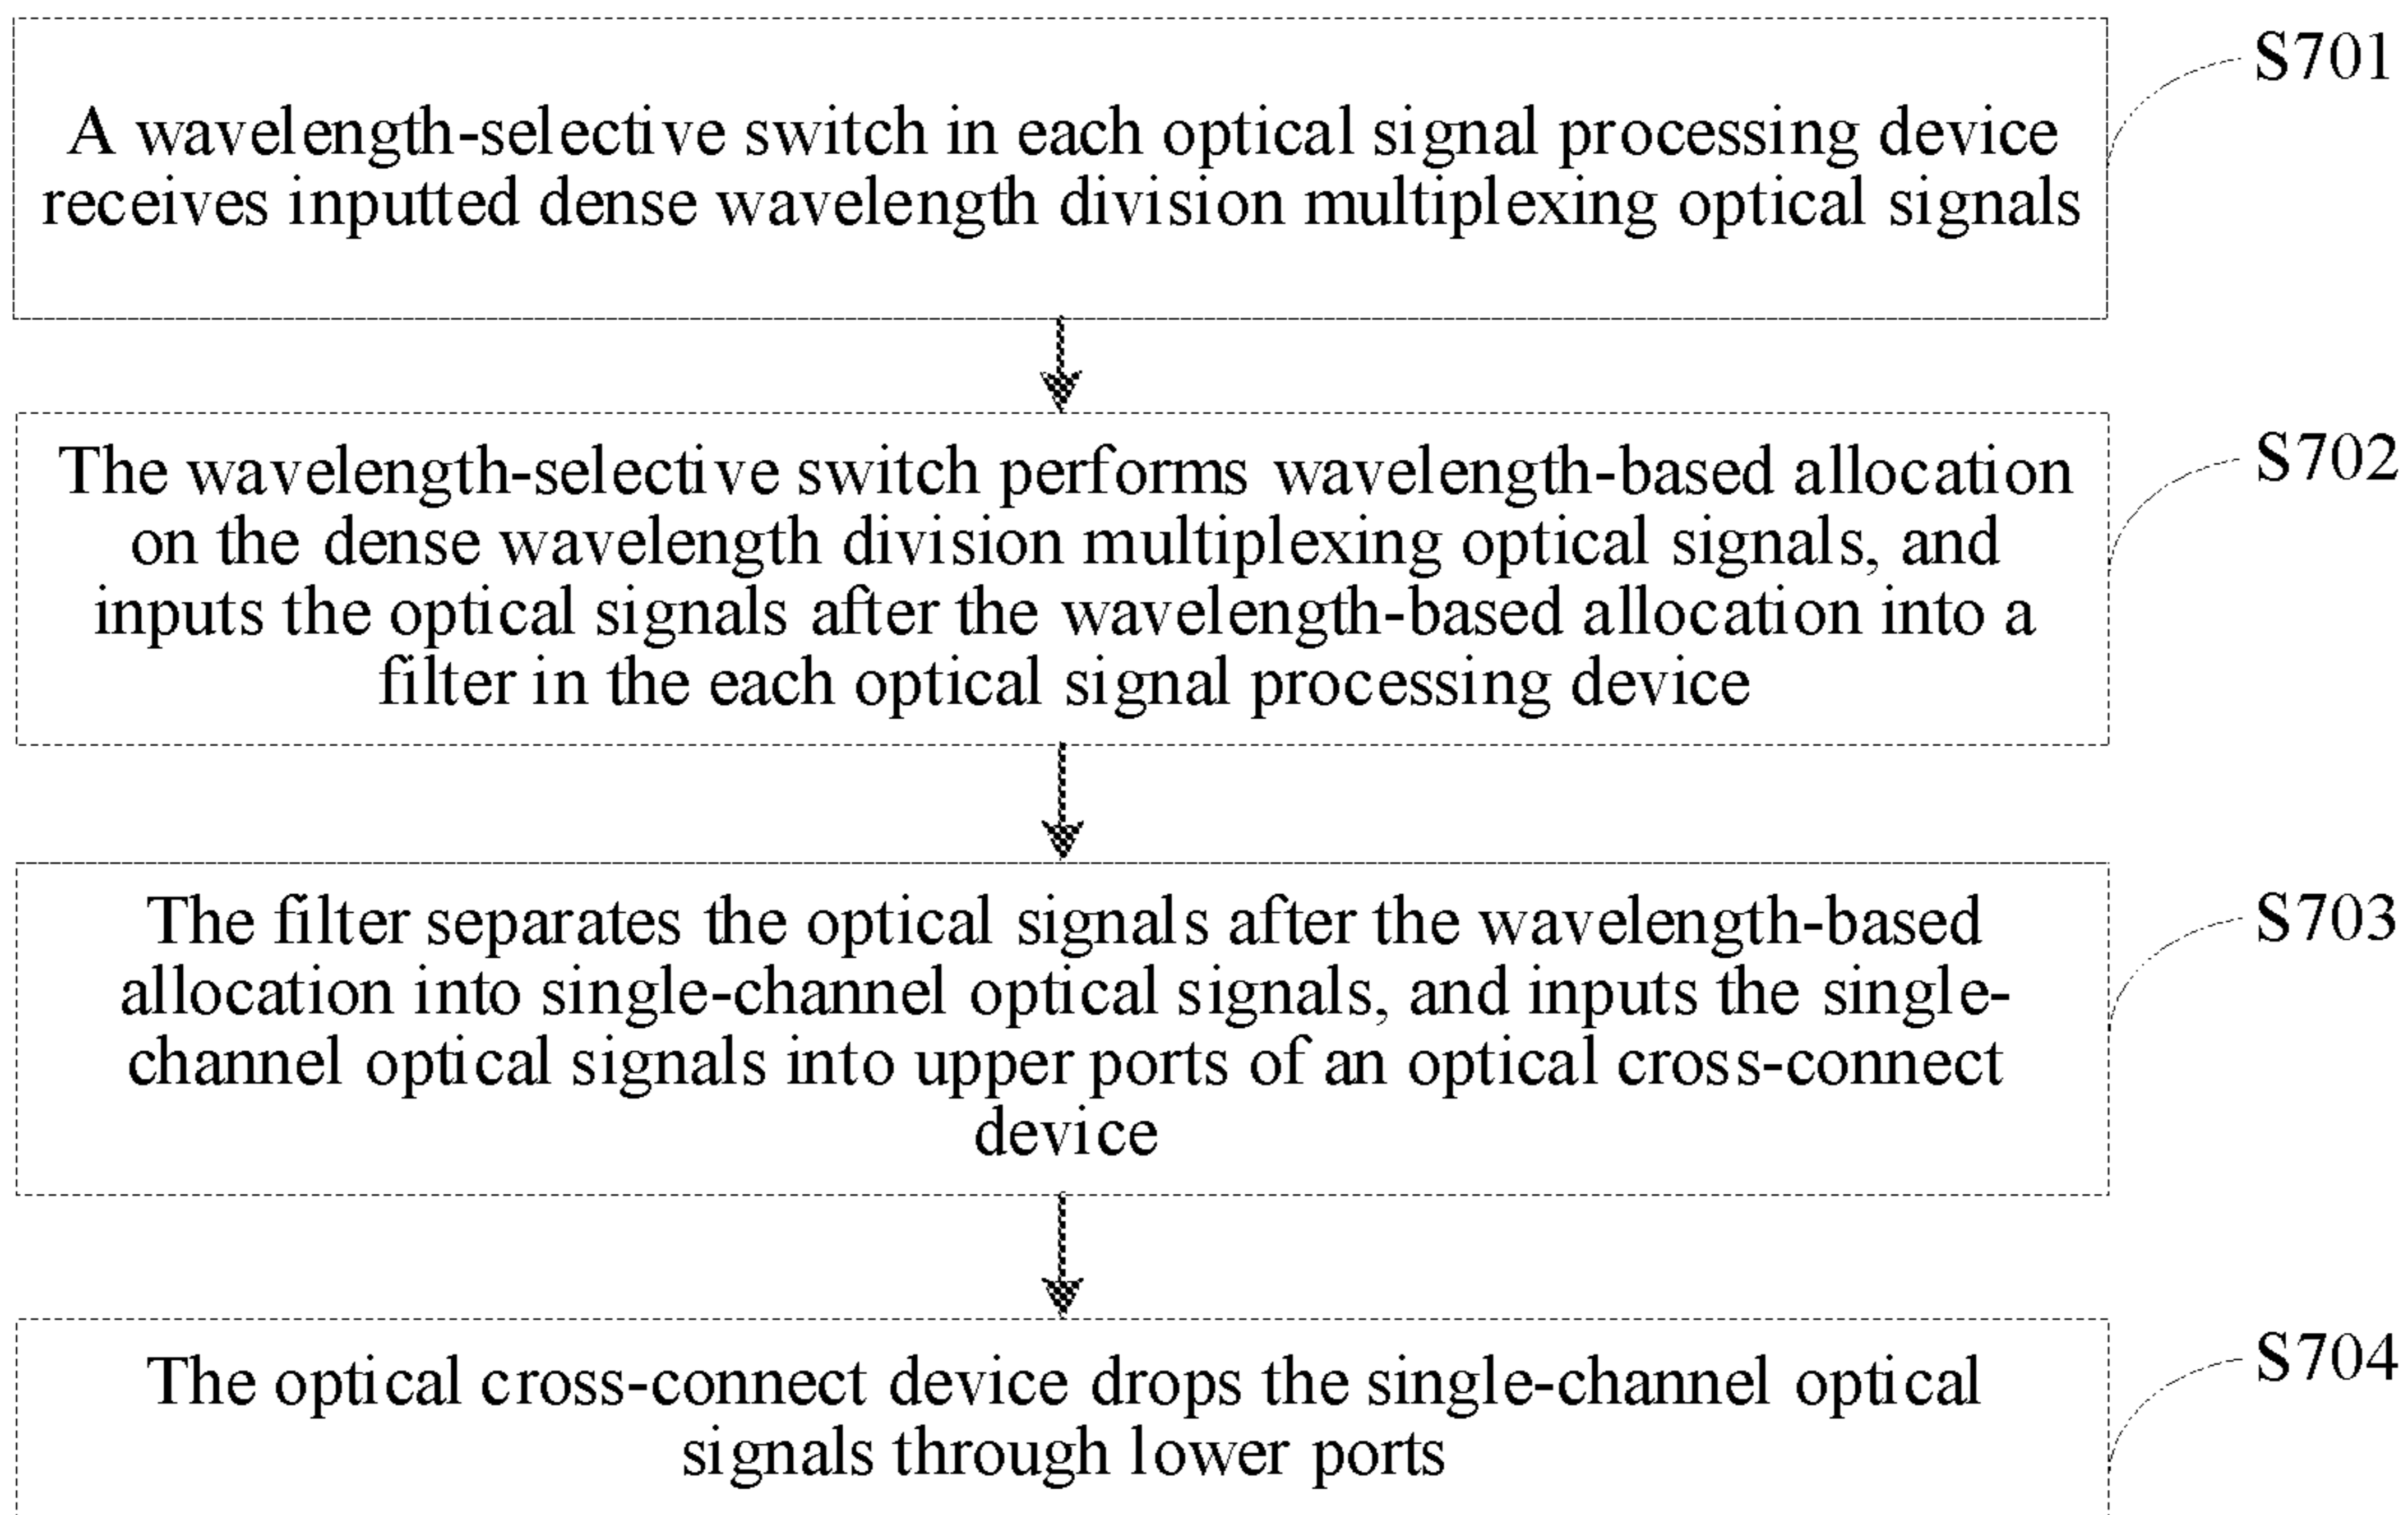 S701
A wavelength-selective switch in each optical signal processing device
receives inputted dense wavelength division multiplexing optical signals
S702
The wavelength-selective switch performs wavelength-based allocation
on the dense wavelength division multiplexing optical signals, and
inputs the optical signals after the wavelength-based allocation into a
filter in the each optical signal processing device
S703
The filter separates the optical signals after the wavelength-based
allocation into single-channel optical signals, and inputs the single-
channel optical signals into upper ports of an optical cross-connect
device
S704
The optical cross-connect device drops the single-channel optical
signals through lower ports